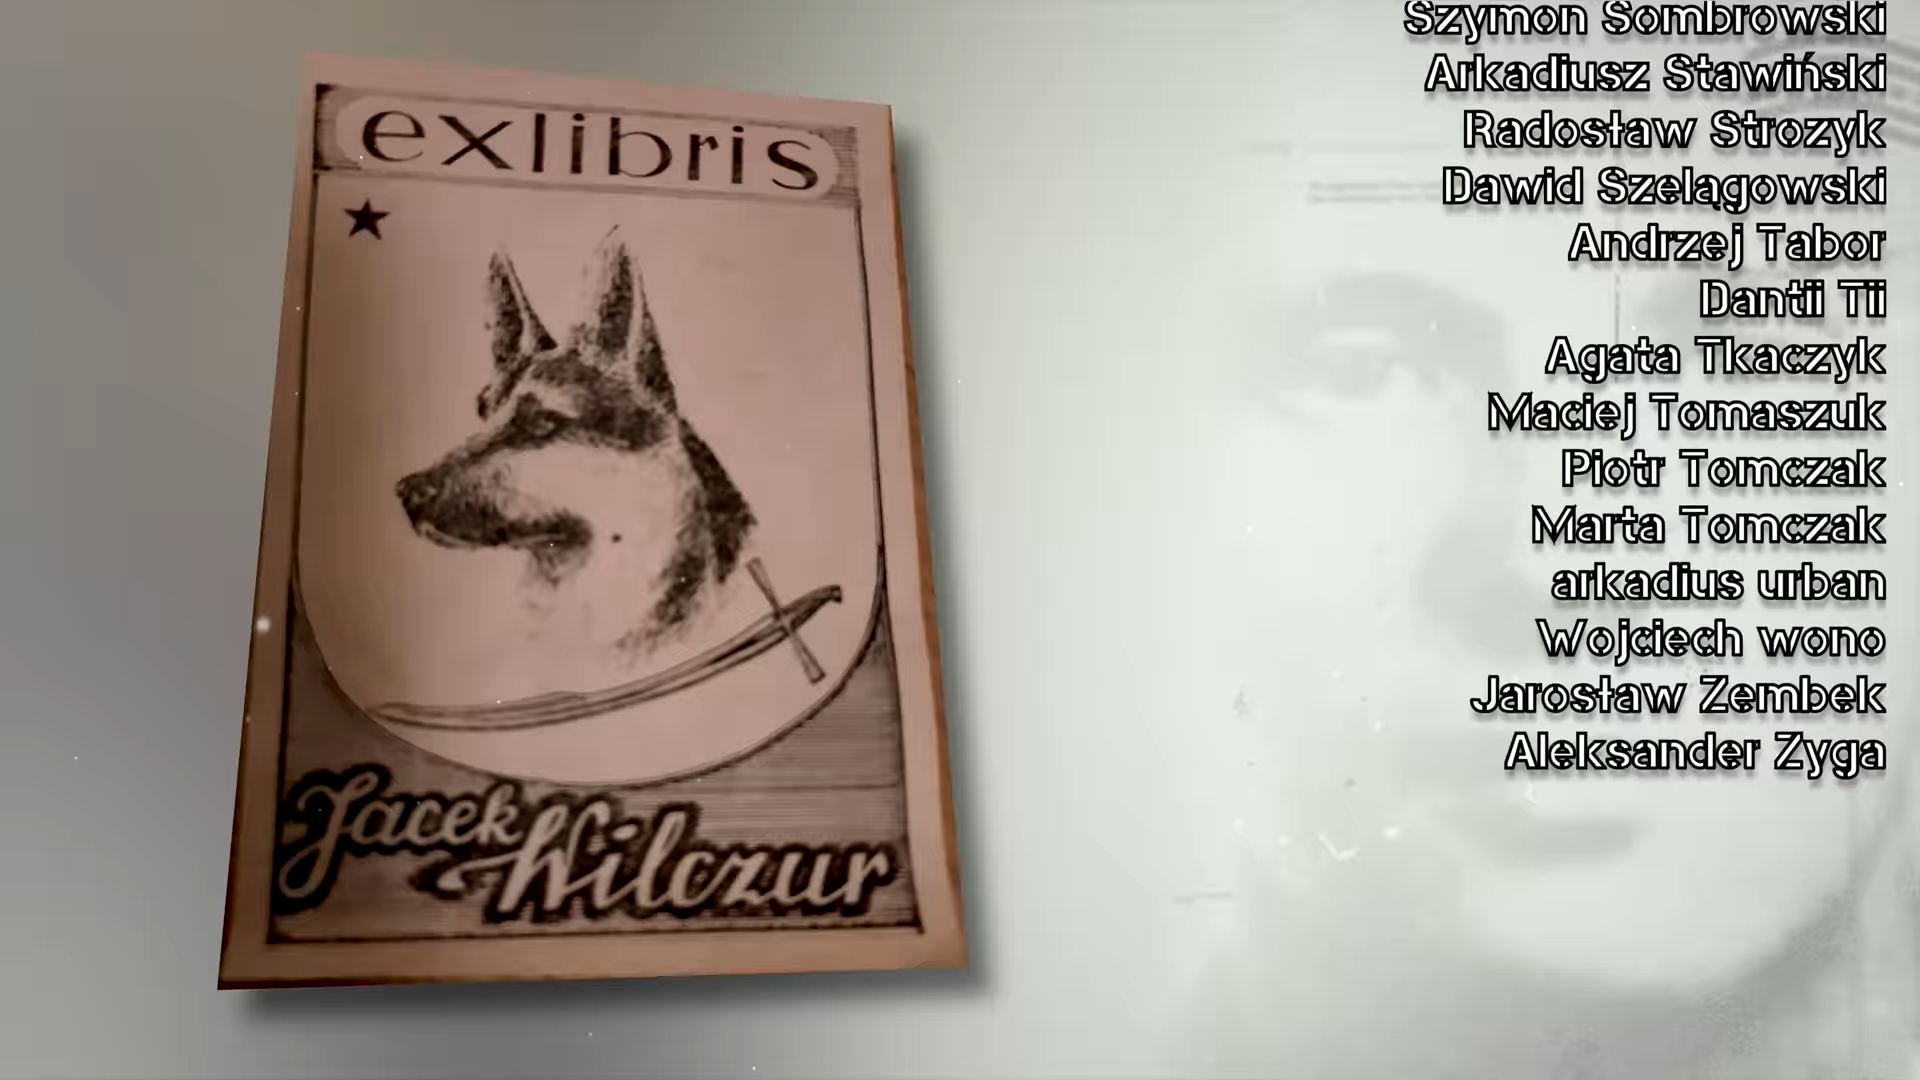 exlibris
Jacek
Wilczur
Szymon Sombrowski
Arkadiusz Stawiński
Radosław Strozyk
Dawid Szelągowski
Andrzej Tabor
Dantii Tii
Agata Tkaczyk
Maciej Tomaszuk
Piotr Tomczak
Marta Tomczak
arkadius urban
Wojciech wono
Jarosław Zembek
Aleksander Zyga